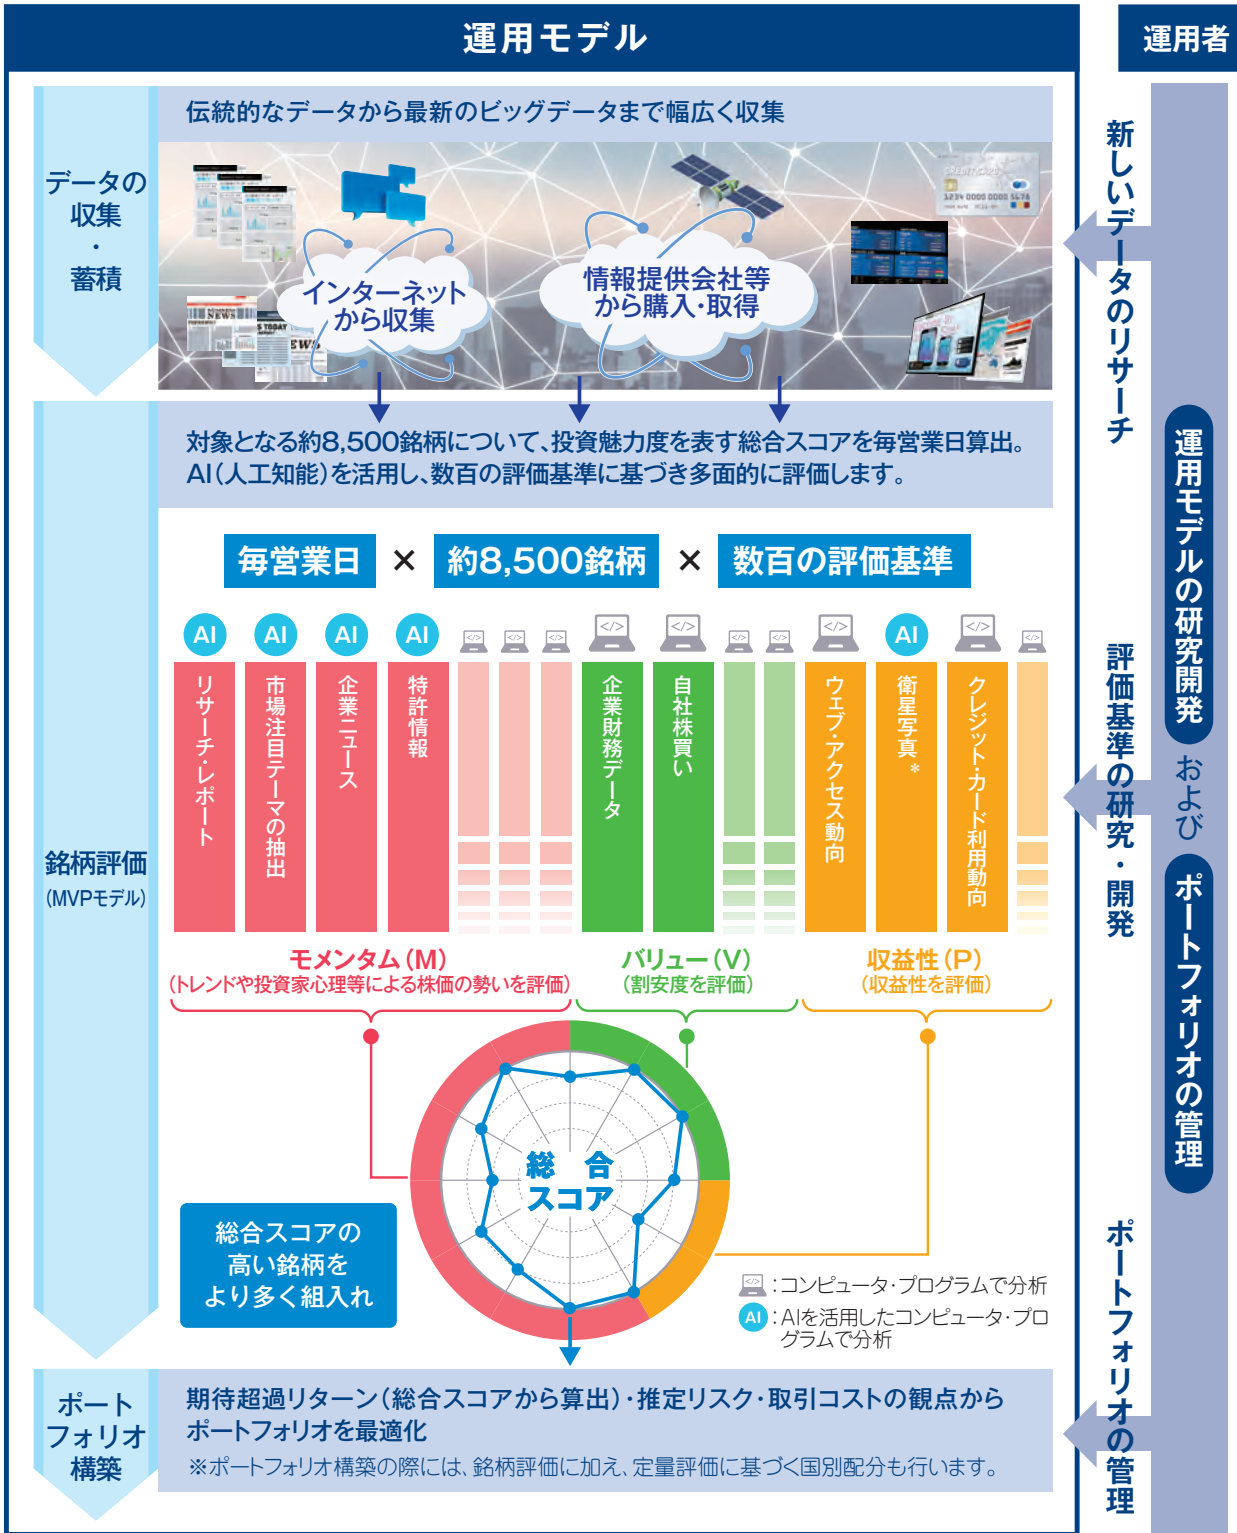 運用モデル
運用者
データの
収集
・
蓄積
伝統的なデータから最新のビッグデータまで幅広く収集
NEWS
CREDIT CARD
1234 0000 0000 5678
インターネット
から収集
情報提供会社等
から購入・取得
新しいデータのリサーチ
銘柄評価
(MVPモデル)
対象となる約8,500銘柄について、投資魅力度を表す総合スコアを毎営業日算出。
AI(人工知能)を活用し、数百の評価基準に基づき多面的に評価します。
毎営業日 × 約8,500銘柄 × 数百の評価基準
AI
AI
AI
AI
</>
</>
</>
</>
</>
</>
</>
</>
AI
</>
</>
リサーチ・レポート
市場注目テーマの抽出
企業ニュース
特許情報
企業財務データ
自社株買い
ウェブ・アクセス動向
衛星写真*
クレジット・カード利用動向
評価基準の研究・開発
運用モデルの研究開発
および
ポートフォリオの管理
モメンタム(M)
(トレンドや投資家心理等による株価の勢いを評価)
バリュー(V)
(割安度を評価)
収益性(P)
(収益性を評価)
総 合
スコア
総合スコアの
高い銘柄を
より多く組入れ
</> :コンピュータ・プログラムで分析
AI :AIを活用したコンピュータ・プロ
グラムで分析
ポート
フォリオ
構築
期待超過リターン(総合スコアから算出)・推定リスク・取引コストの観点から
ポートフォリオを最適化
※ポートフォリオ構築の際には、銘柄評価に加え、定量評価に基づく国別配分も行います。
ポートフォリオの管理